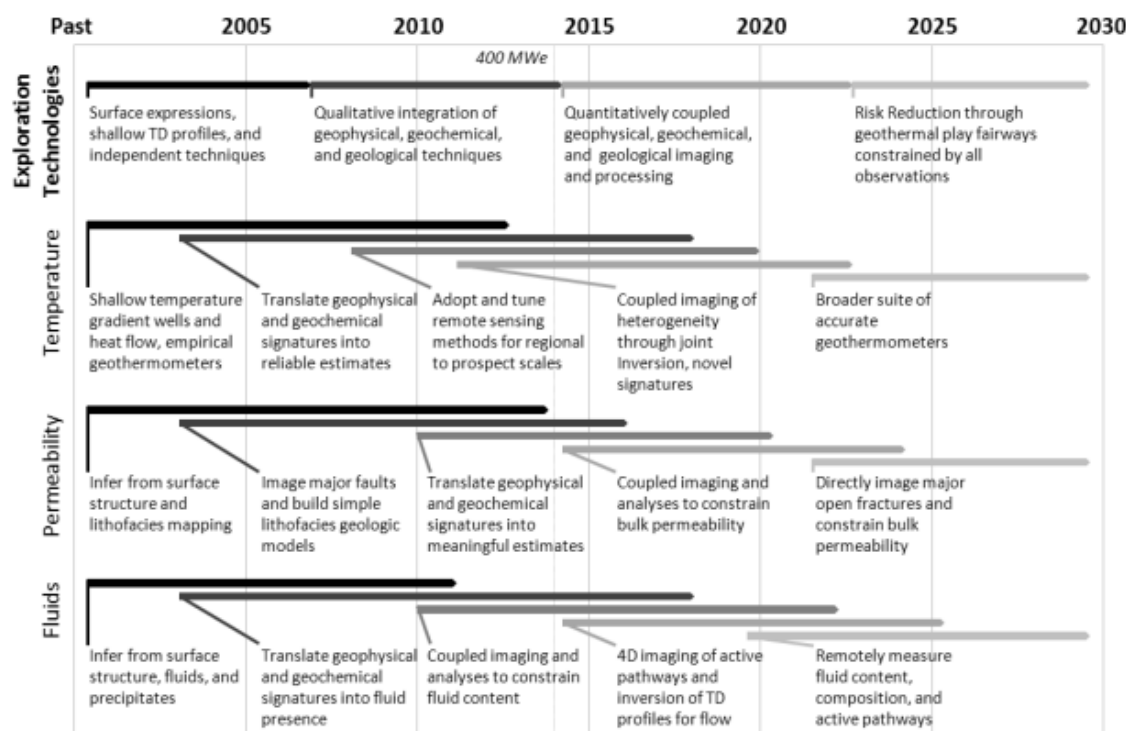 Past 2005 2010 2015 2020 2025 2030
400 MWe
Exploration
Technologies
Surface expressions,
shallow TD profiles, and
independent techniques
Qualitative integration of
geophysical, geochemical,
and geological techniques
Quantitatively coupled
geophysical, geochemical,
and geological imaging
and processing
Risk Reduction through
geothermal play fairways
constrained by all
observations
Temperature
Shallow temperature
gradient wells and
heat flow, empirical
geothermometers
Translate geophysical
and geochemical
signatures into
reliable estimates
Adopt and tune
remote sensing
methods for regional
to prospect scales
Coupled imaging of
heterogeneity
through joint
Inversion, novel
signatures
Broader suite of
accurate
geothermometers
Permeability
Infer from surface
structure and
lithofacies mapping
Image major faults
and build simple
lithofacies geologic
models
Translate geophysical
and geochemical
signatures into
meaningful estimates
Coupled imaging and
analyses to constrain
bulk permeability
Directly image major
open fractures and
constrain bulk
permeability
Fluids
Infer from surface
structure, fluids, and
precipitates
Translate geophysical
and geochemical
signatures into fluid
presence
Coupled imaging and
analyses to constrain
fluid content
4D imaging of active
pathways and
inversion of TD
profiles for flow
Remotely measure
fluid content,
composition, and
active pathways